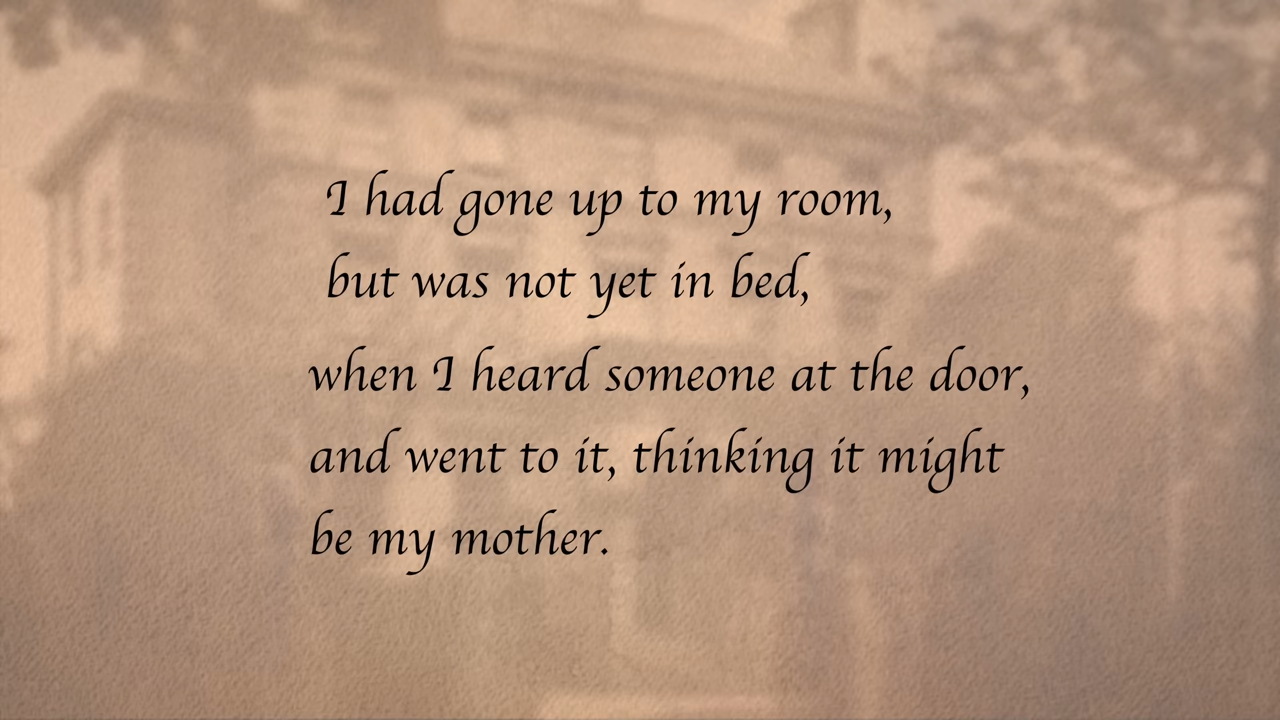 I had gone up to my room,
but was not yet in bed,
when I heard someone at the door,
and went to it, thinking it might
be my mother.